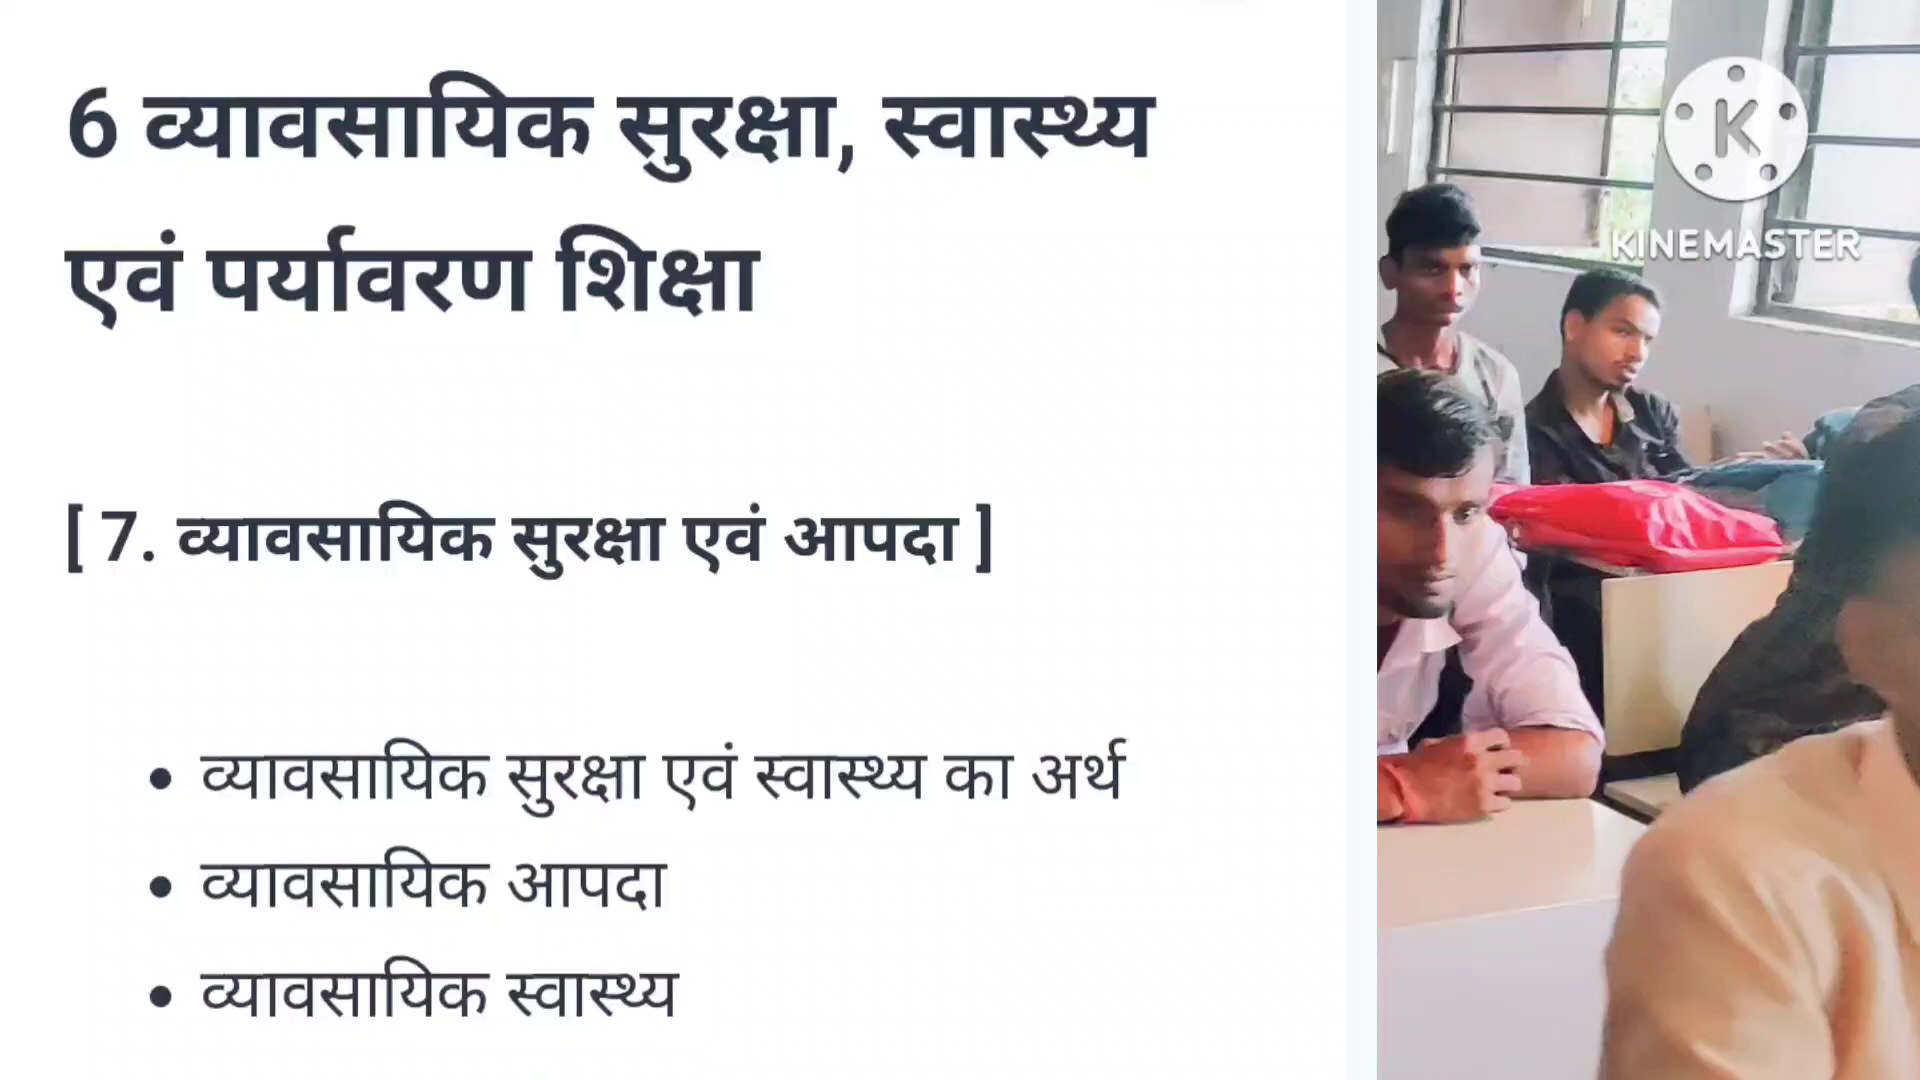 6 व्यावसायिक सुरक्षा, स्वास्थ्य
एवं पर्यावरण शिक्षा
[ 7. व्यावसायिक सुरक्षा एवं आपदा ]
• व्यावसायिक सुरक्षा एवं स्वास्थ्य का अर्थ
• व्यावसायिक आपदा
• व्यावसायिक स्वास्थ्य
K
KINEMASTER